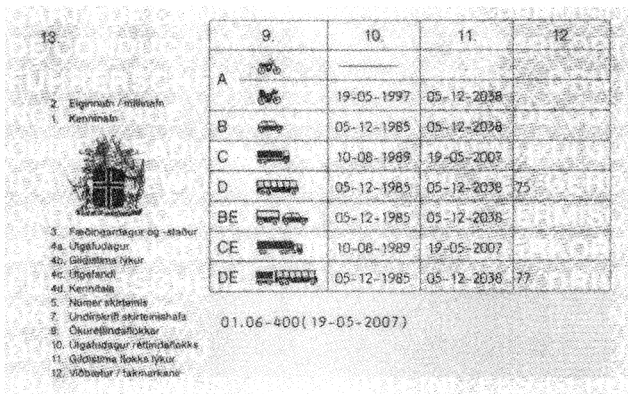 13.
2. Eiginnafn / millinafn
1. Kenninafn
3. Fæðingardagur og -staður
4a. Útgáfudagur
4b. Gildistíma lýkur
4c. Útgefandi
4d. Kennitala
5. Númer skírteinis
7. Undirskrift skírteinishafa
9. Ökuréttindaflokkar
10. Útgáfudagur réttindaflokks
11. Gildistíma flokks lýkur
12. Viðbætur / takmarkanir
9. 10. 11. 12.
A
19-05-1997 05-12-2038
B 05-12-1985 05-12-2038
C 10-08-1989 19-05-2007
D 05-12-1985 05-12-2038 75
BE 05-12-1985 05-12-2038
CE 10-08-1989 19-05-2007
DE 05-12-1985 05-12-2038 77
01.06-400(19-05-2007)